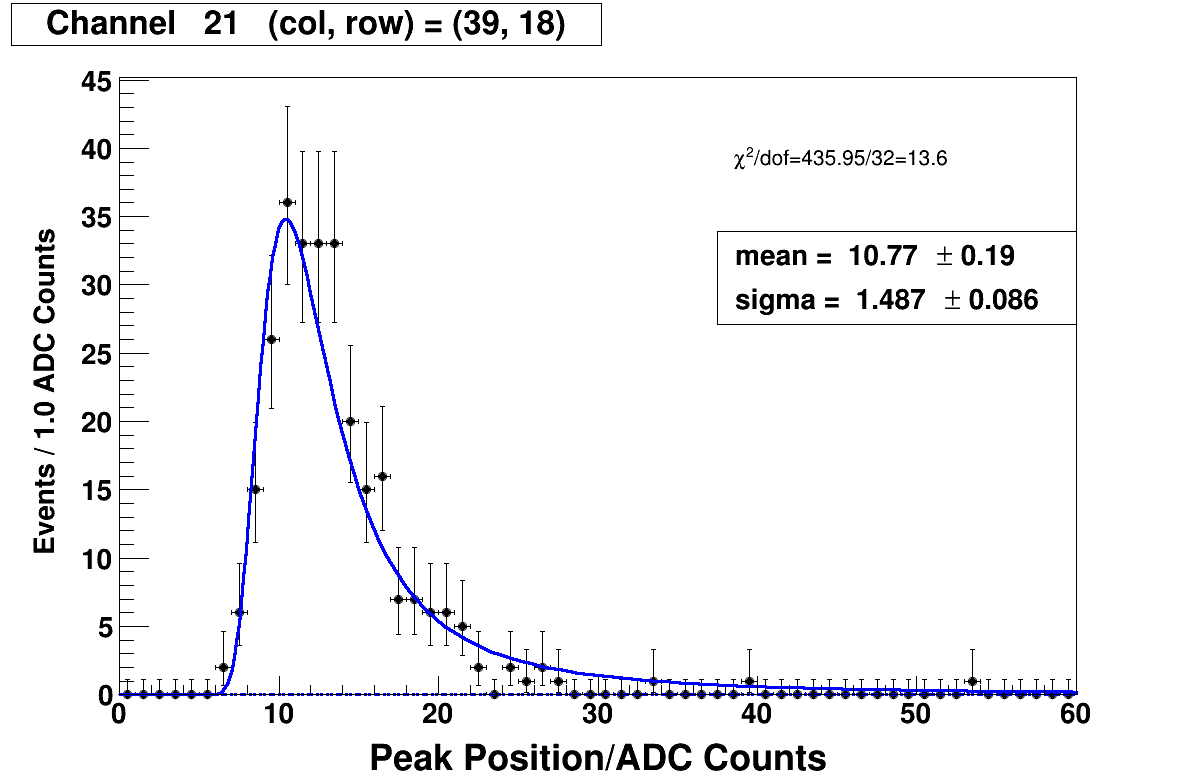 Channel 21 (col, row) = (39, 18)
45
40
35
30
25
20
15
10
5
0
Events / 1.0 ADC Counts
χ²/dof=435.95/32=13.6
mean = 10.77 ± 0.19
sigma = 1.487 ± 0.086
0 10 20 30 40 50 60
Peak Position/ADC Counts